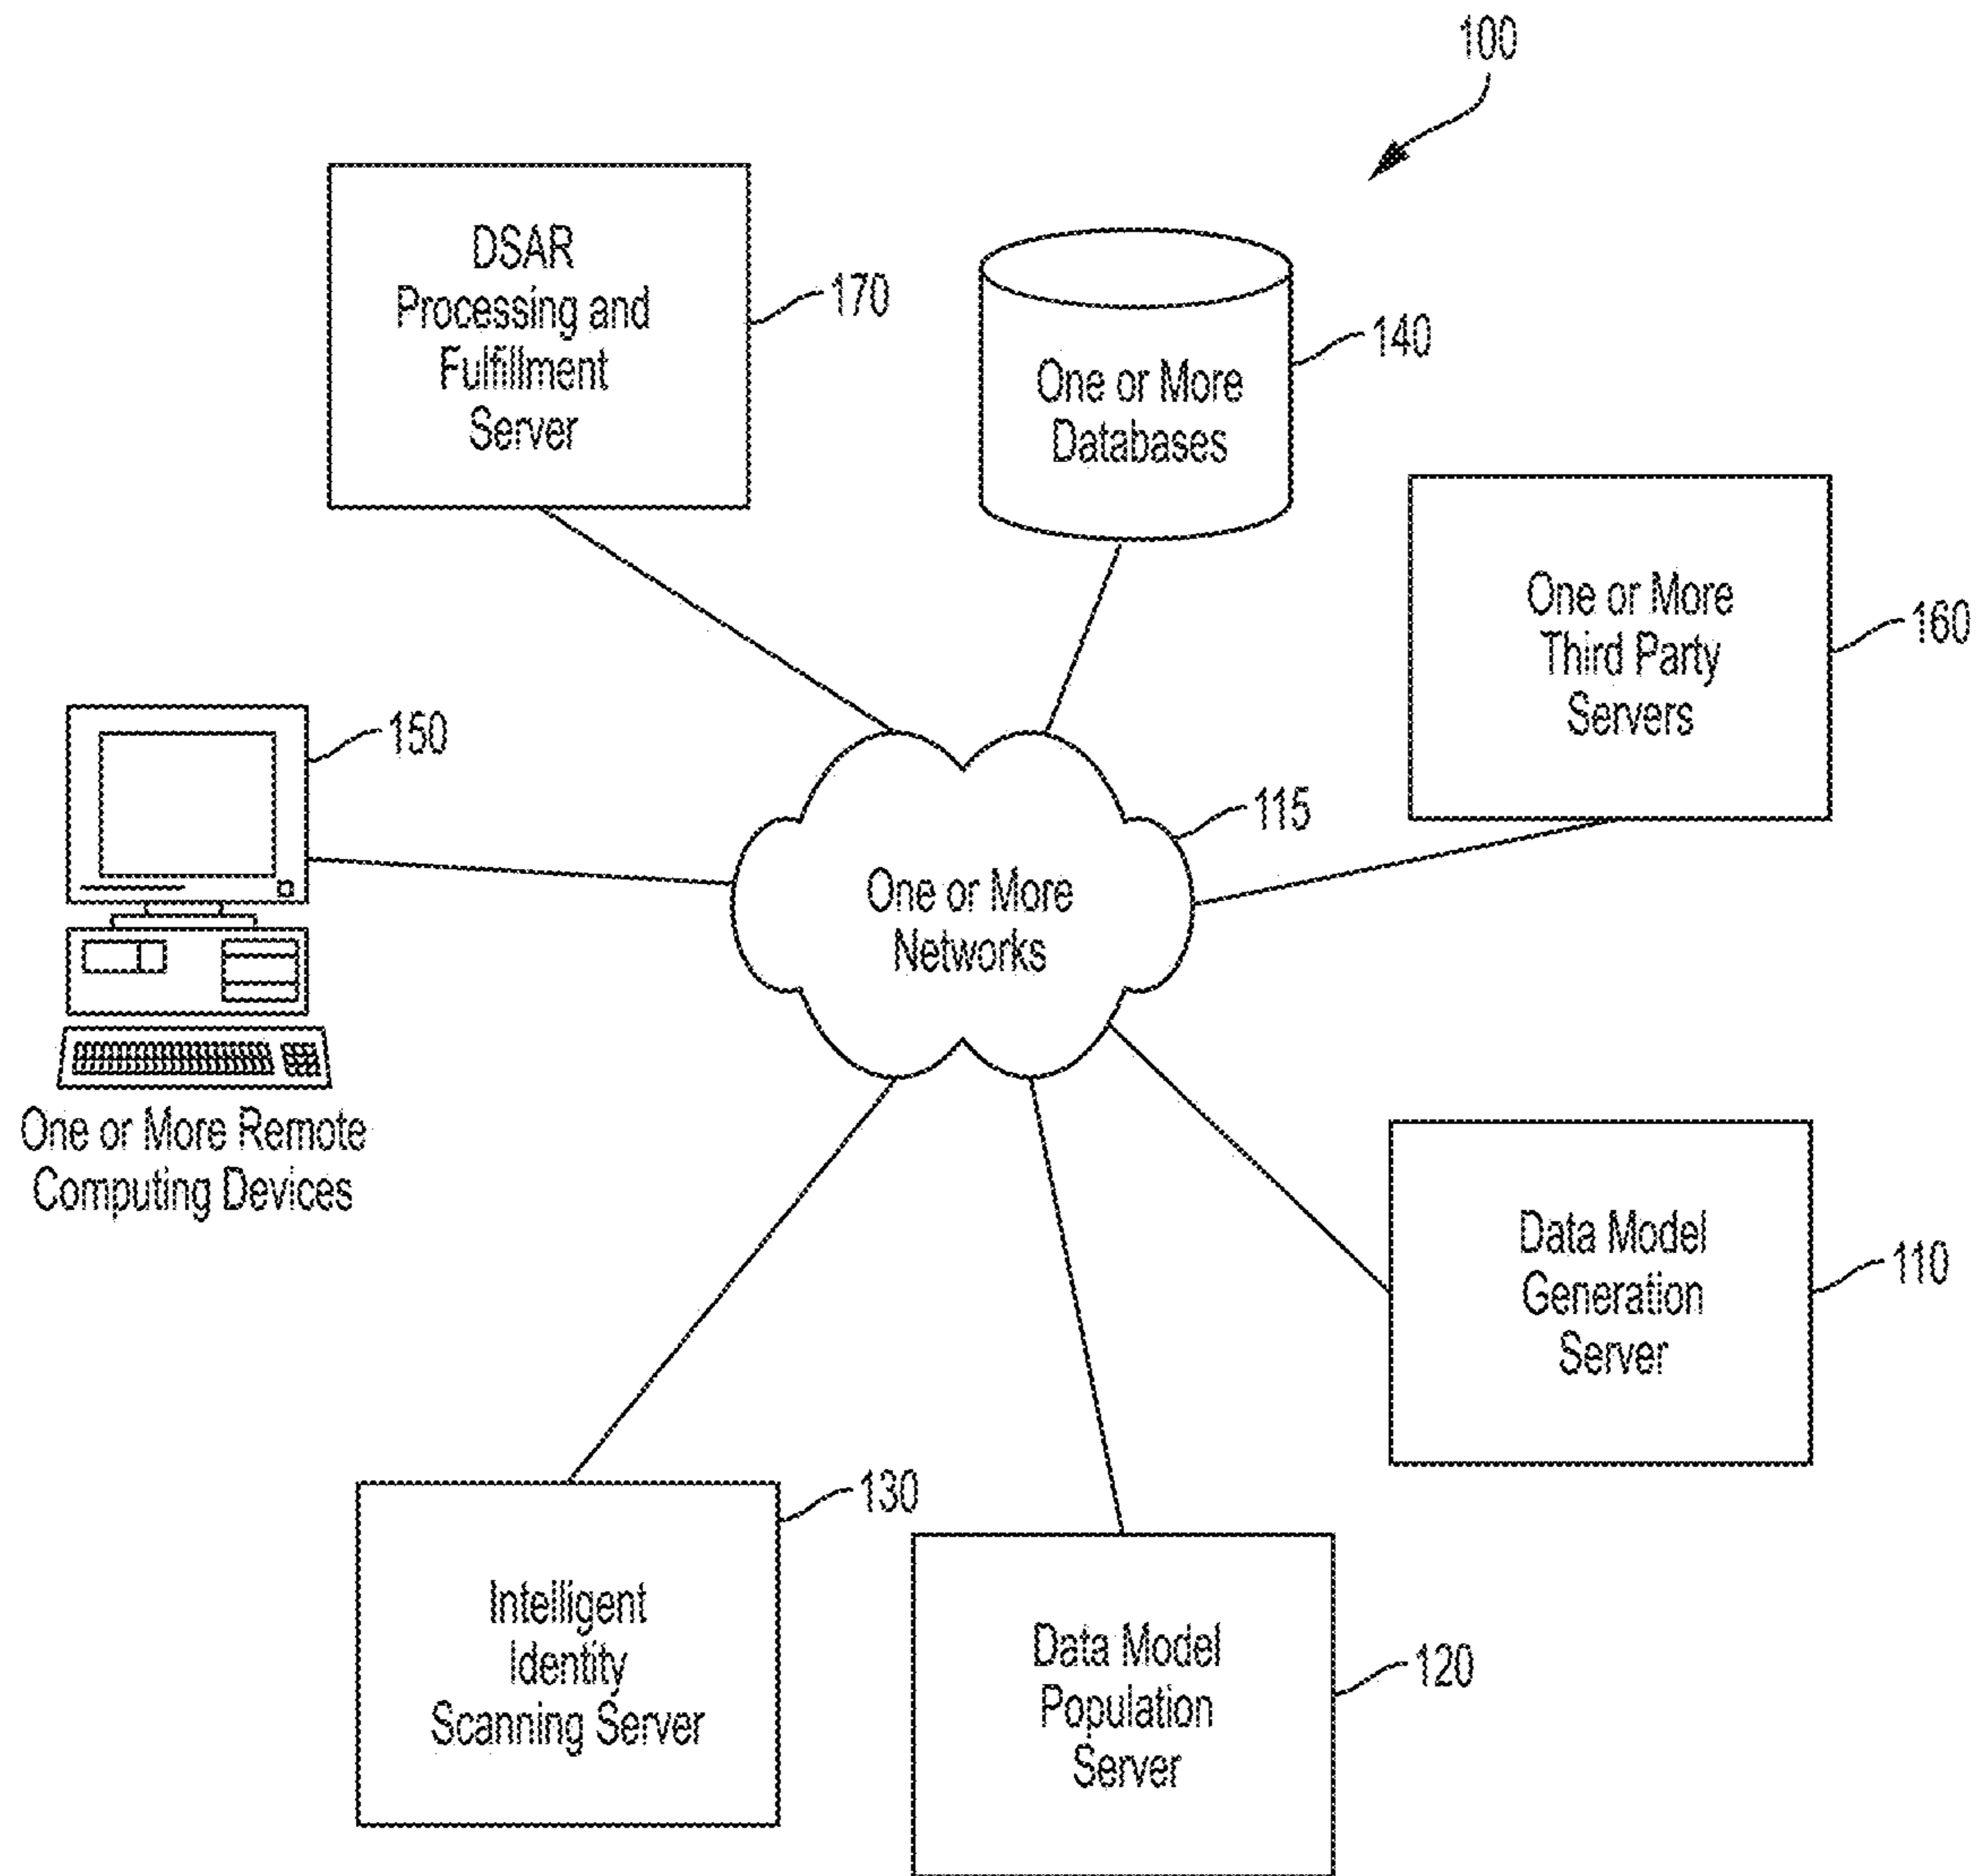 100
DSAR
Processing and
Fulfillment
Server
170
One or More
Databases
140
One or More
Third Party
Servers
160
150
One or More Remote
Computing Devices
115
One or More
Networks
Data Model
Generation
Server
110
Intelligent
Identity
Scanning Server
130
Data Model
Population
Server
120